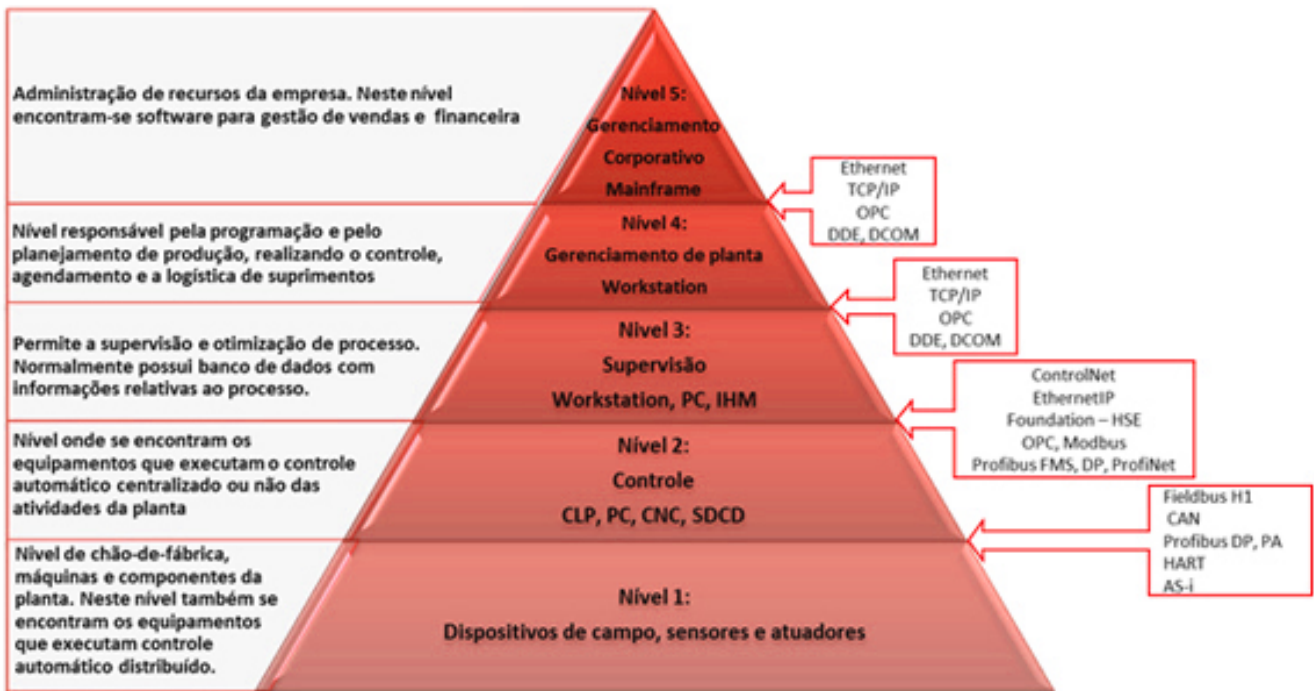 Administração de recursos da empresa. Neste nível
encontram-se software para gestão de vendas e financeira
Nível 5:
Gerenciamento
Corporativo
Mainframe
Ethernet
TCP/IP
OPC
DDE, DCOM
Nível responsável pela programação e pelo
planejamento de produção, realizando o controle,
agendamento e a logística de suprimentos
Nível 4:
Gerenciamento de planta
Workstation
Ethernet
TCP/IP
OPC
DDE, DCOM
Permite a supervisão e otimização de processo.
Normalmente possui banco de dados com
informações relativas ao processo.
Nivel 3:
Supervisão
Workstation, PC, IHM
ControlNet
EthernetIP
Foundation – HSE
OPC, Modbus
Profibus FMS, DP, ProfiNet
Nível onde se encontram os
equipamentos que executam o controle
automático centralizado ou não das
atividades da planta
Nível 2:
Controle
CLP, PC, CNC, SDCD
Fieldbus H1
CAN
Profibus DP, PA
HART
AS-i
Nivel de chão-de-fábrica,
máquinas e componentes da
planta. Neste nível também se
encontram os equipamentos
que executam controle
automático distribuído.
Nível 1:
Dispositivos de campo, sensores e atuadores